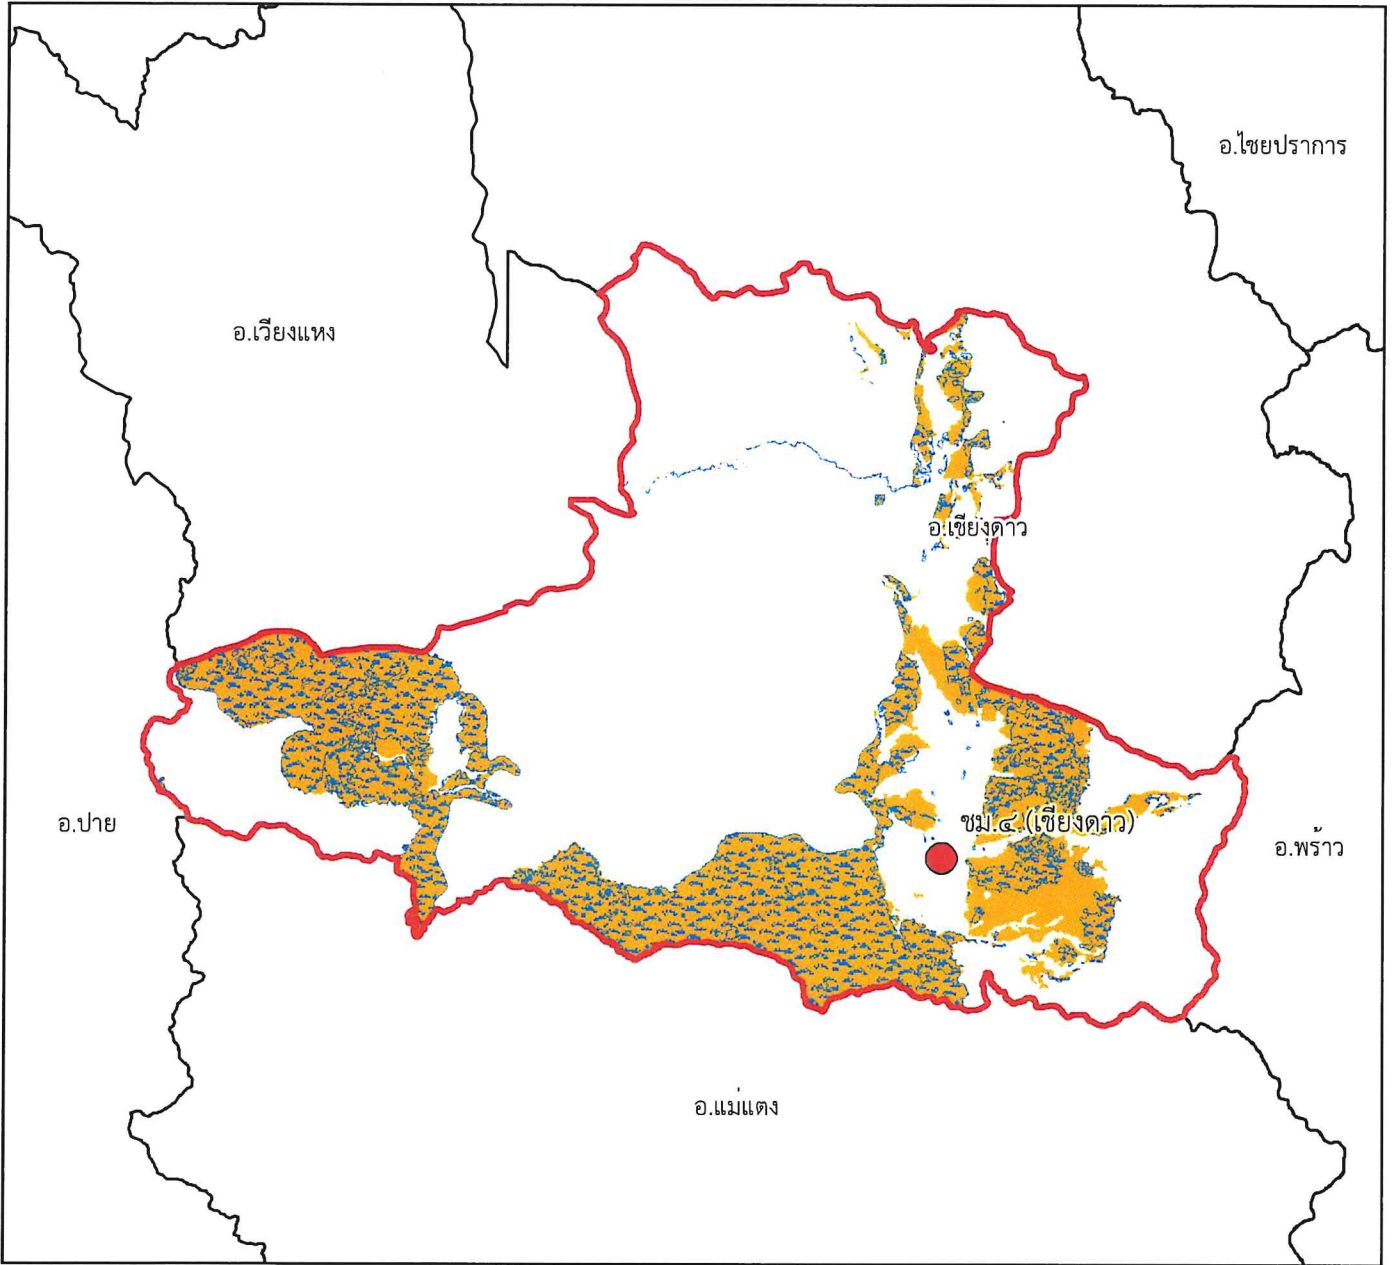 อ.ไชยปราการ
อ.เวียงแหง
อ.เชียงดาว
อ.ปาย
ชม.๔ (เชียงดาว)
อ.พร้าว
อ.แม่แตง